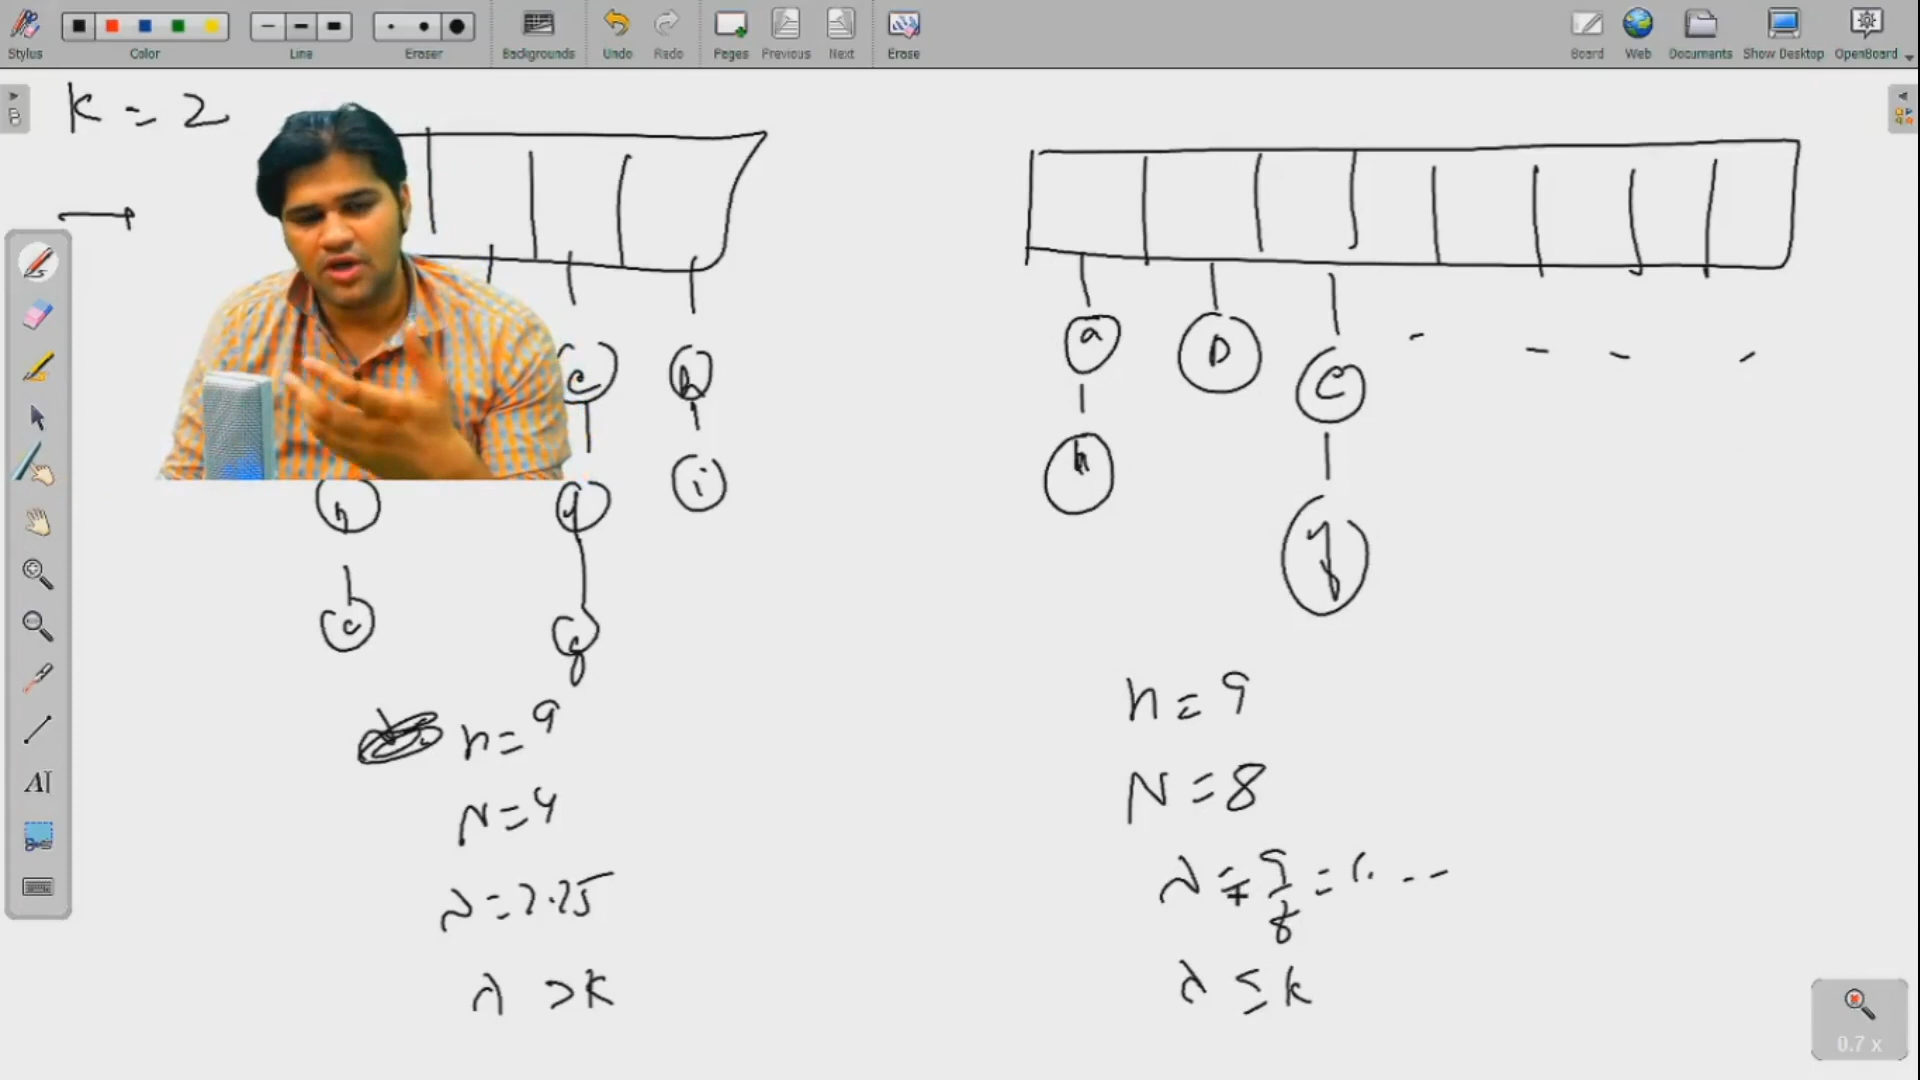 Stylus
Color
Line
Eraser
Backgrounds
Undo
Redo
Pages
Previous
Next
Erase
Board
Web
Documents
Show Desktop
OpenBoard
K = 2
e
h
i
h
c
f
g
a
h
D
C
f
n = 9
N = 4
λ = 2.25
λ > K
n = 9
N = 8
λ = 9/8 = 1. - -
λ ≤ K
0.7 x